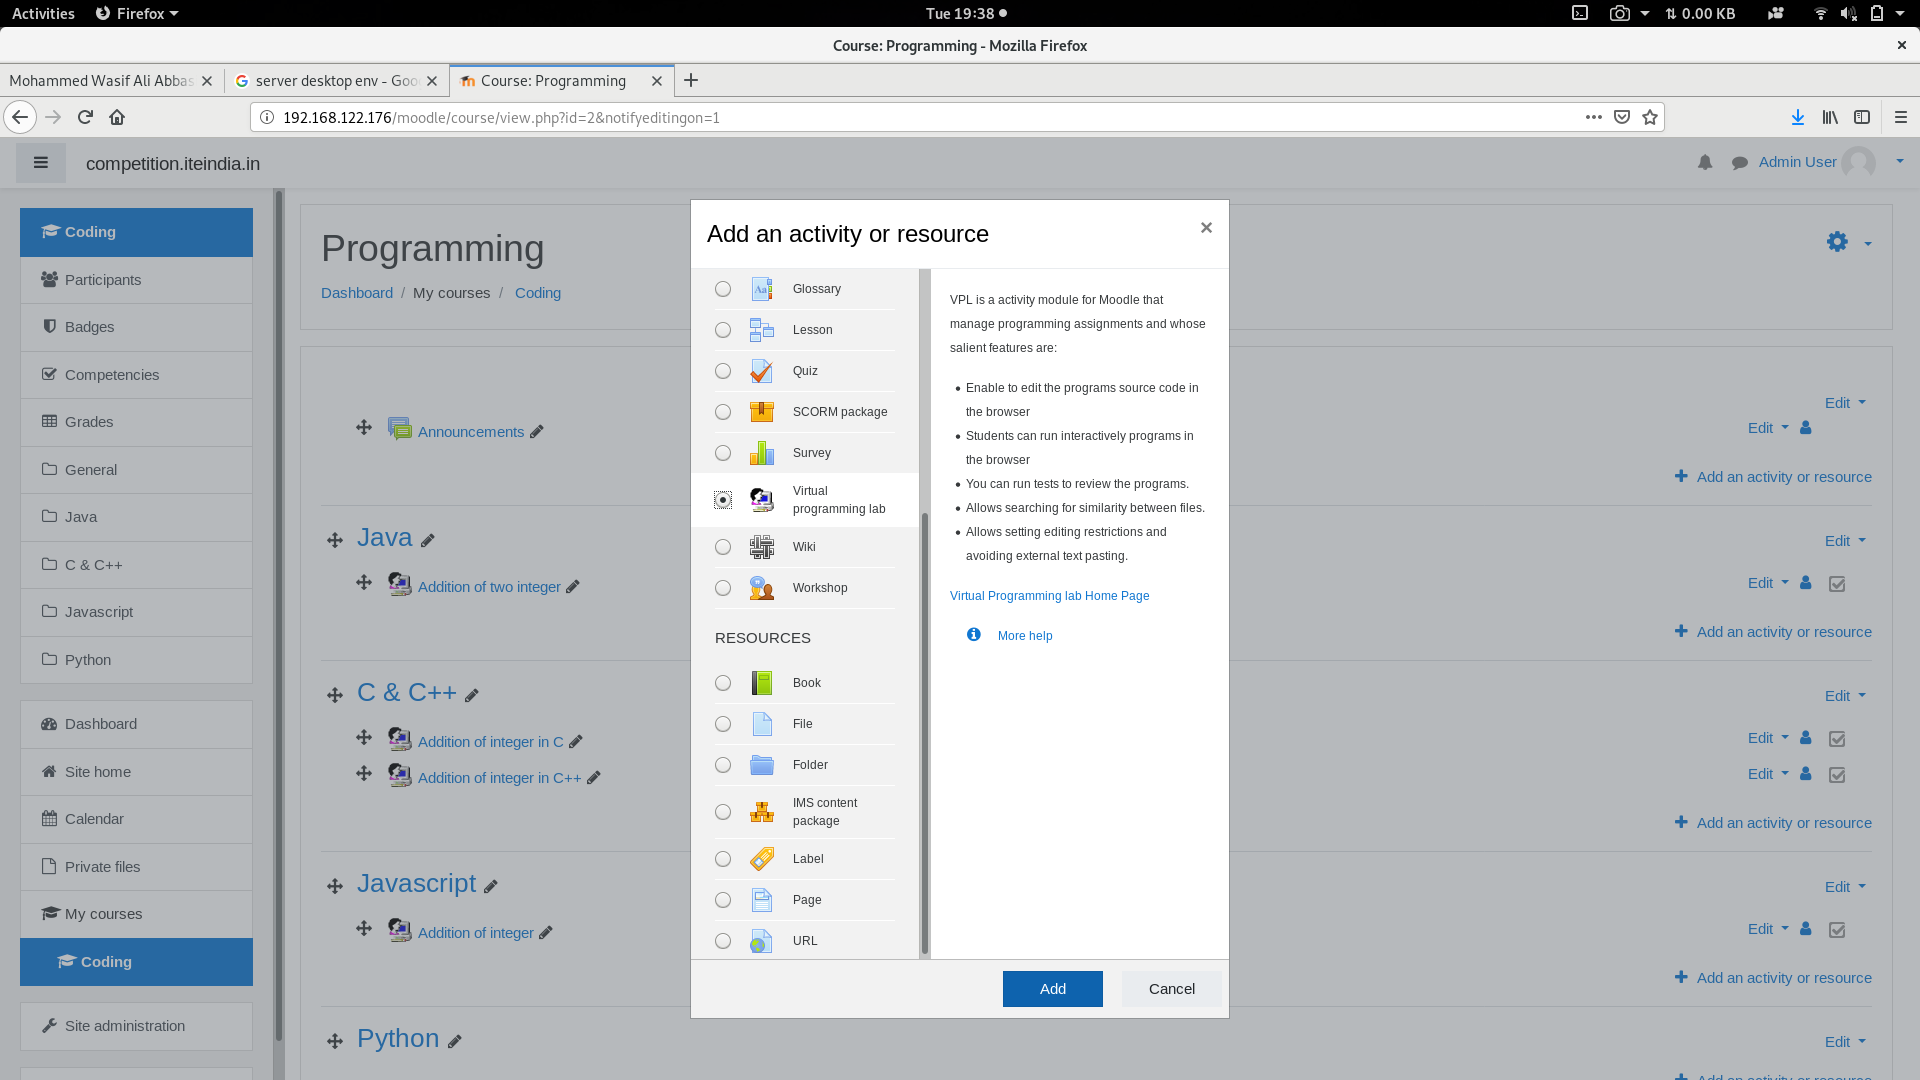 Activities Firefox Tue 19:38 0.00 KB
Course: Programming - Mozilla Firefox
Mohammed Wasif Ali Abbas server desktop env - Goo Course: Programming
192.168.122.176/moodle/course/view.php?id=2&notifyeditingon=1
competition.iteindia.in
Admin User
Coding
Participants
Badges
Competencies
Grades
General
Java
C & C++
Javascript
Python
Dashboard
Site home
Calendar
Private files
My courses
Coding
Site administration
Programming
Dashboard / My courses / Coding
Edit
Announcements
Edit
Add an activity or resource
Java
Edit
Addition of two integer
Edit
Add an activity or resource
C & C++
Edit
Addition of integer in C
Edit
Addition of integer in C++
Edit
Add an activity or resource
Javascript
Edit
Addition of integer
Edit
Add an activity or resource
Python
Edit
Add an activity or resource
Add an activity or resource
×
Glossary
Lesson
Quiz
SCORM package
Survey
Virtual
programming lab
Wiki
Workshop
RESOURCES
Book
File
Folder
IMS content
package
Label
Page
URL
VPL is a activity module for Moodle that
manage programming assignments and whose
salient features are:
• Enable to edit the programs source code in
the browser
• Students can run interactively programs in
the browser
• You can run tests to review the programs.
• Allows searching for similarity between files.
• Allows setting editing restrictions and
avoiding external text pasting.
Virtual Programming lab Home Page
More help
Add Cancel